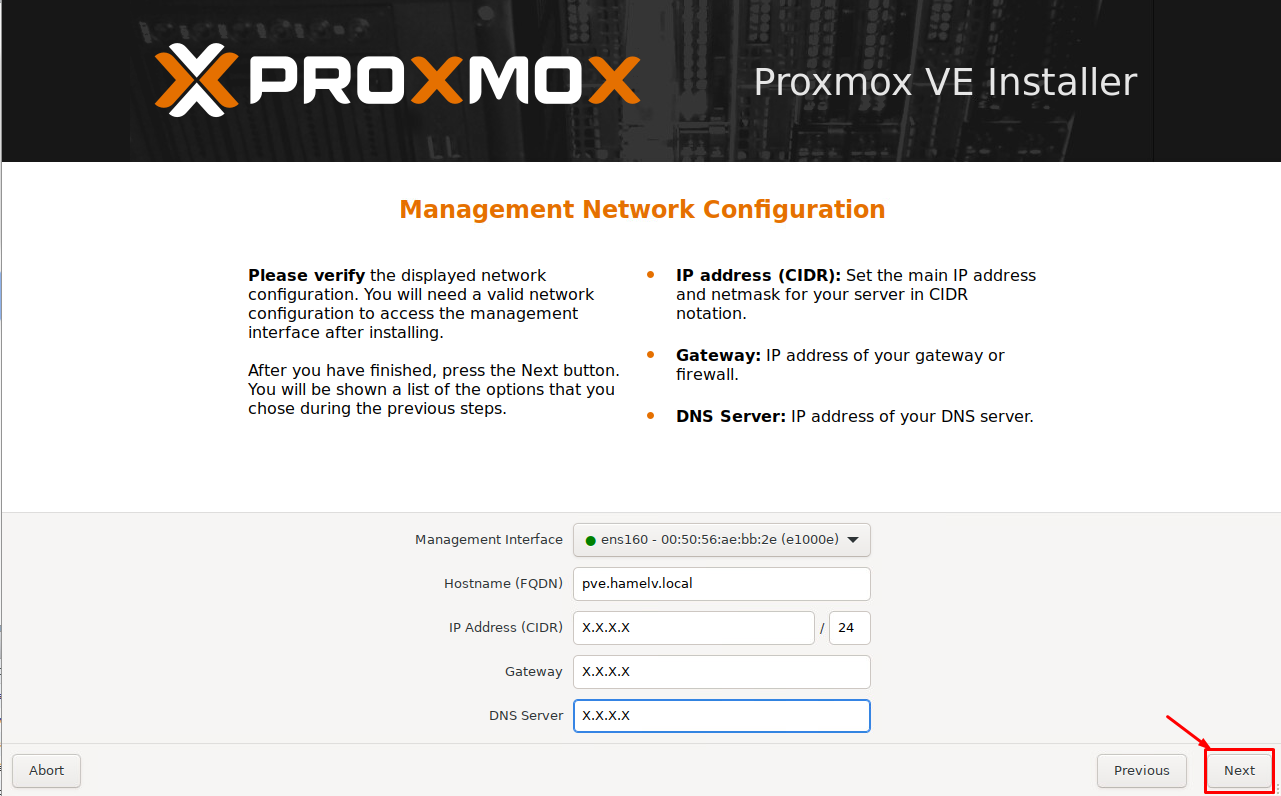 PROXMOX
Proxmox VE Installer
Management Network Configuration
Please verify the displayed network
configuration. You will need a valid network
configuration to access the management
interface after installing.
After you have finished, press the Next button.
You will be shown a list of the options that you
chose during the previous steps.
IP address (CIDR): Set the main IP address
and netmask for your server in CIDR
notation.
Gateway: IP address of your gateway or
firewall.
DNS Server: IP address of your DNS server.
Management Interface ens160 - 00:50:56:ae:bb:2e (e1000e)
Hostname (FQDN) pve.hamelv.local
IP Address (CIDR) X.X.X.X / 24
Gateway X.X.X.X
DNS Server X.X.X.X
Abort Previous Next